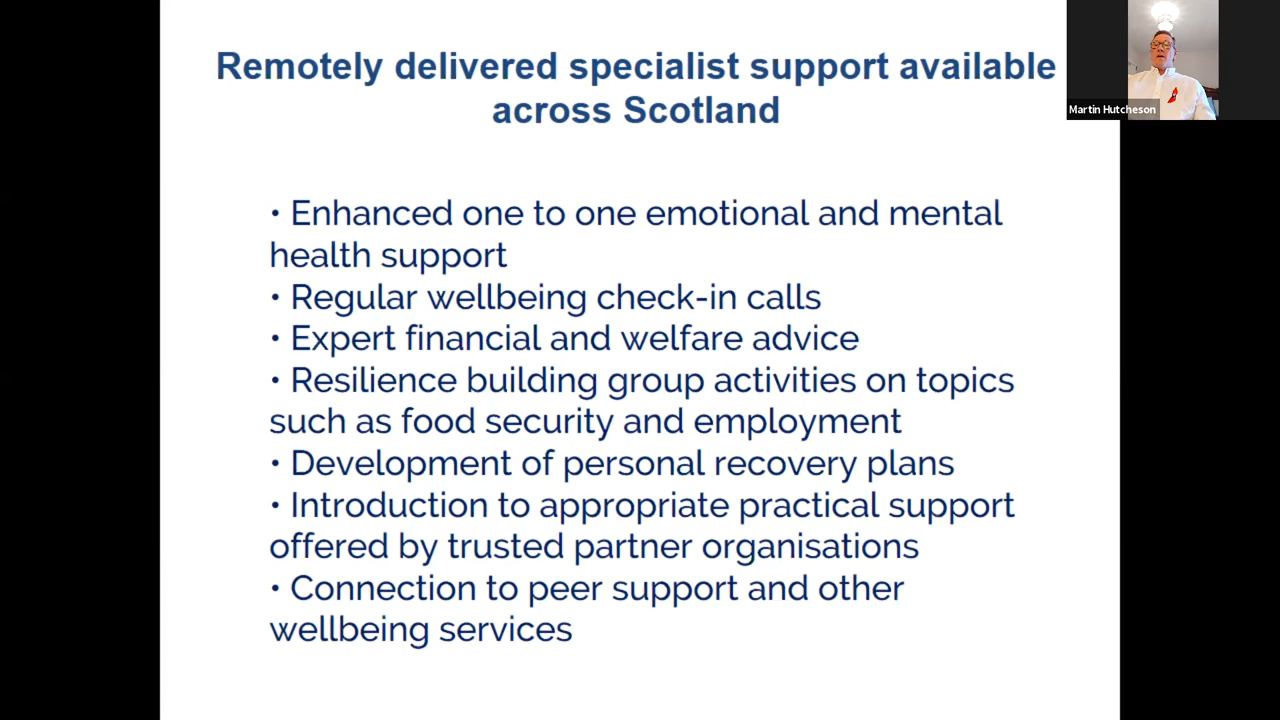 Remotely delivered specialist support available
across Scotland
Martin Hutcheson
• Enhanced one to one emotional and mental
health support
• Regular wellbeing check-in calls
• Expert financial and welfare advice
• Resilience building group activities on topics
such as food security and employment
• Development of personal recovery plans
• Introduction to appropriate practical support
offered by trusted partner organisations
• Connection to peer support and other
wellbeing services